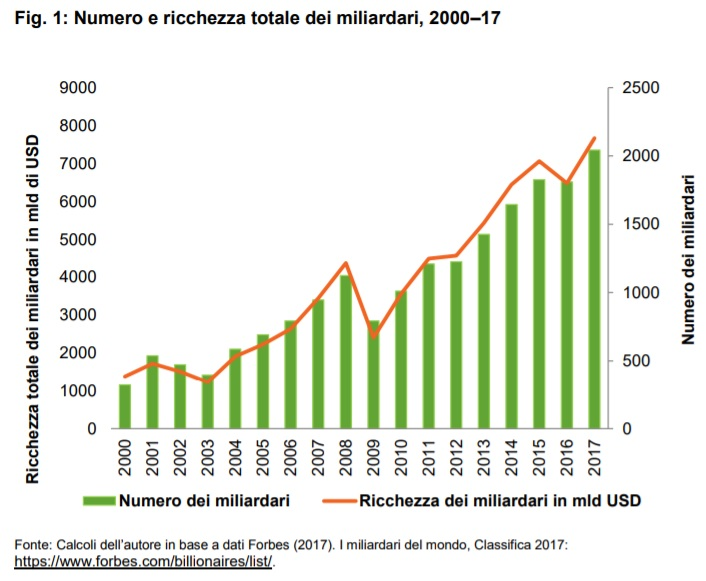 Fig. 1: Numero e ricchezza totale dei miliardari, 2000–17
Ricchezza totale dei miliardari in mld di USD
9000
8000
7000
6000
5000
4000
3000
2000
1000
0
2500
2000
1500
1000
500
0
Numero dei miliardari
2000 2001 2002 2003 2004 2005 2006 2007 2008 2009 2010 2011 2012 2013 2014 2015 2016 2017
Numero dei miliardari Ricchezza dei miliardari in mld USD
Fonte: Calcoli dell'autore in base a dati Forbes (2017). I miliardari del mondo, Classifica 2017:
https://www.forbes.com/billionaires/list/.